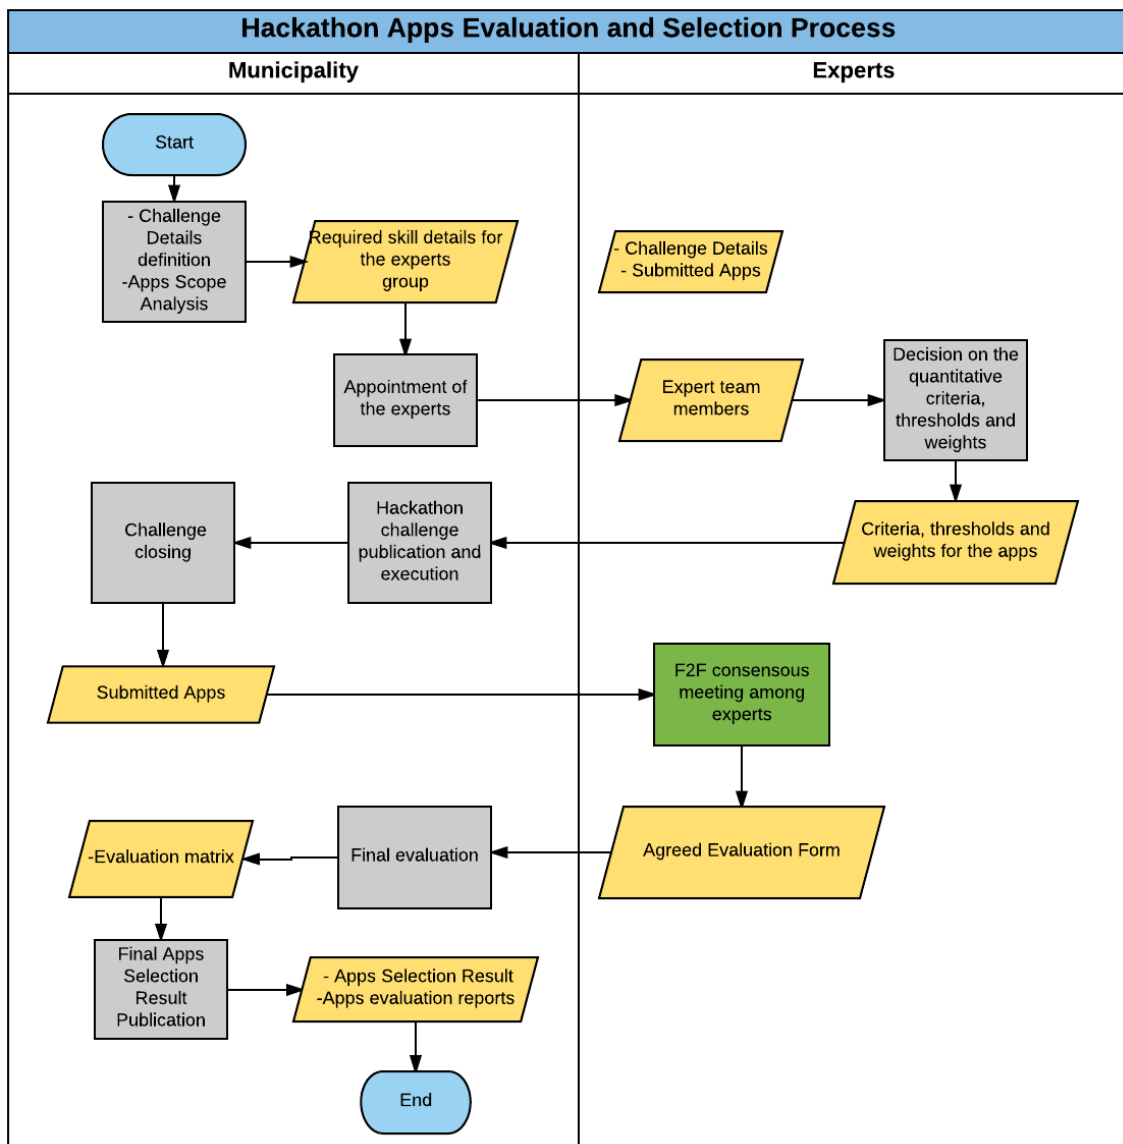 Hackathon Apps Evaluation and Selection Process
Municipality
Experts
Start
- Challenge
Details
definition
-Apps Scope
Analysis
Required skill details for
the experts
group
- Challenge Details
- Submitted Apps
Appointment of
the experts
Expert team
members
Decision on the
quantitative
criteria,
thresholds and
weights
Challenge
closing
Hackathon
challenge
publication and
execution
Criteria, thresholds and
weights for the apps
Submitted Apps
F2F consensous
meeting among
experts
-Evaluation matrix
Final evaluation
Agreed Evaluation Form
Final Apps
Selection
Result
Publication
- Apps Selection Result
-Apps evaluation reports
End